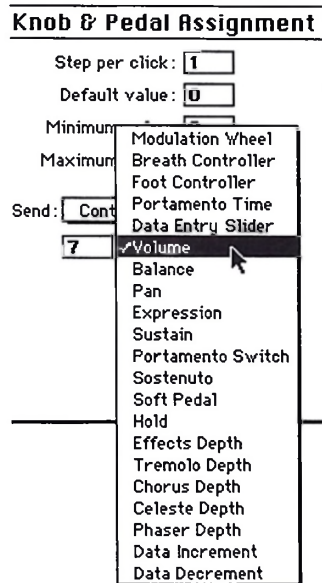 Knob & Pedal Assignment
Step per click: 1
Default value: 0
Minimum
Maximum
Send: Cont
7
Modulation Wheel
Breath Controller
Foot Controller
Portamento Time
Data Entry Slider
✓Volume
Balance
Pan
Expression
Sustain
Portamento Switch
Sostenuto
Soft Pedal
Hold
Effects Depth
Tremolo Depth
Chorus Depth
Celeste Depth
Phaser Depth
Data Increment
Data Decrement